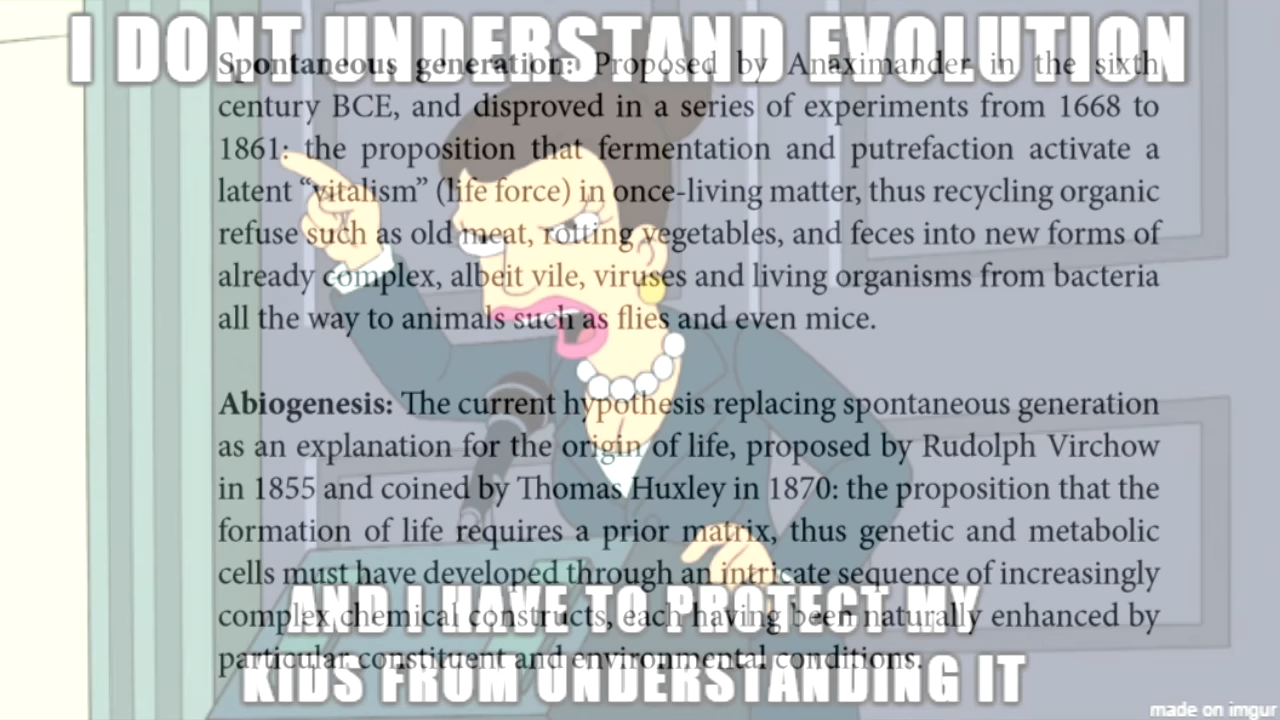 I DONT UNDERSTAND EVOLUTION
Spontaneous generation: Proposed by Anaximander in the sixth
century BCE, and disproved in a series of experiments from 1668 to
1861: the proposition that fermentation and putrefaction activate a
latent “vitalism” (life force) in once-living matter, thus recycling organic
refuse such as old meat, rotting vegetables, and feces into new forms of
already complex, albeit vile, viruses and living organisms from bacteria
all the way to animals such as flies and even mice.
Abiogenesis: The current hypothesis replacing spontaneous generation
as an explanation for the origin of life, proposed by Rudolph Virchow
in 1855 and coined by Thomas Huxley in 1870: the proposition that the
formation of life requires a prior matrix, thus genetic and metabolic
cells must have developed through an intricate sequence of increasingly
complex chemical constructs, each having been naturally enhanced by
particular constituent and environmental conditions.
AND I HAVE TO PROTECT MY
KIDS FROM UNDERSTANDING IT
made on imgur